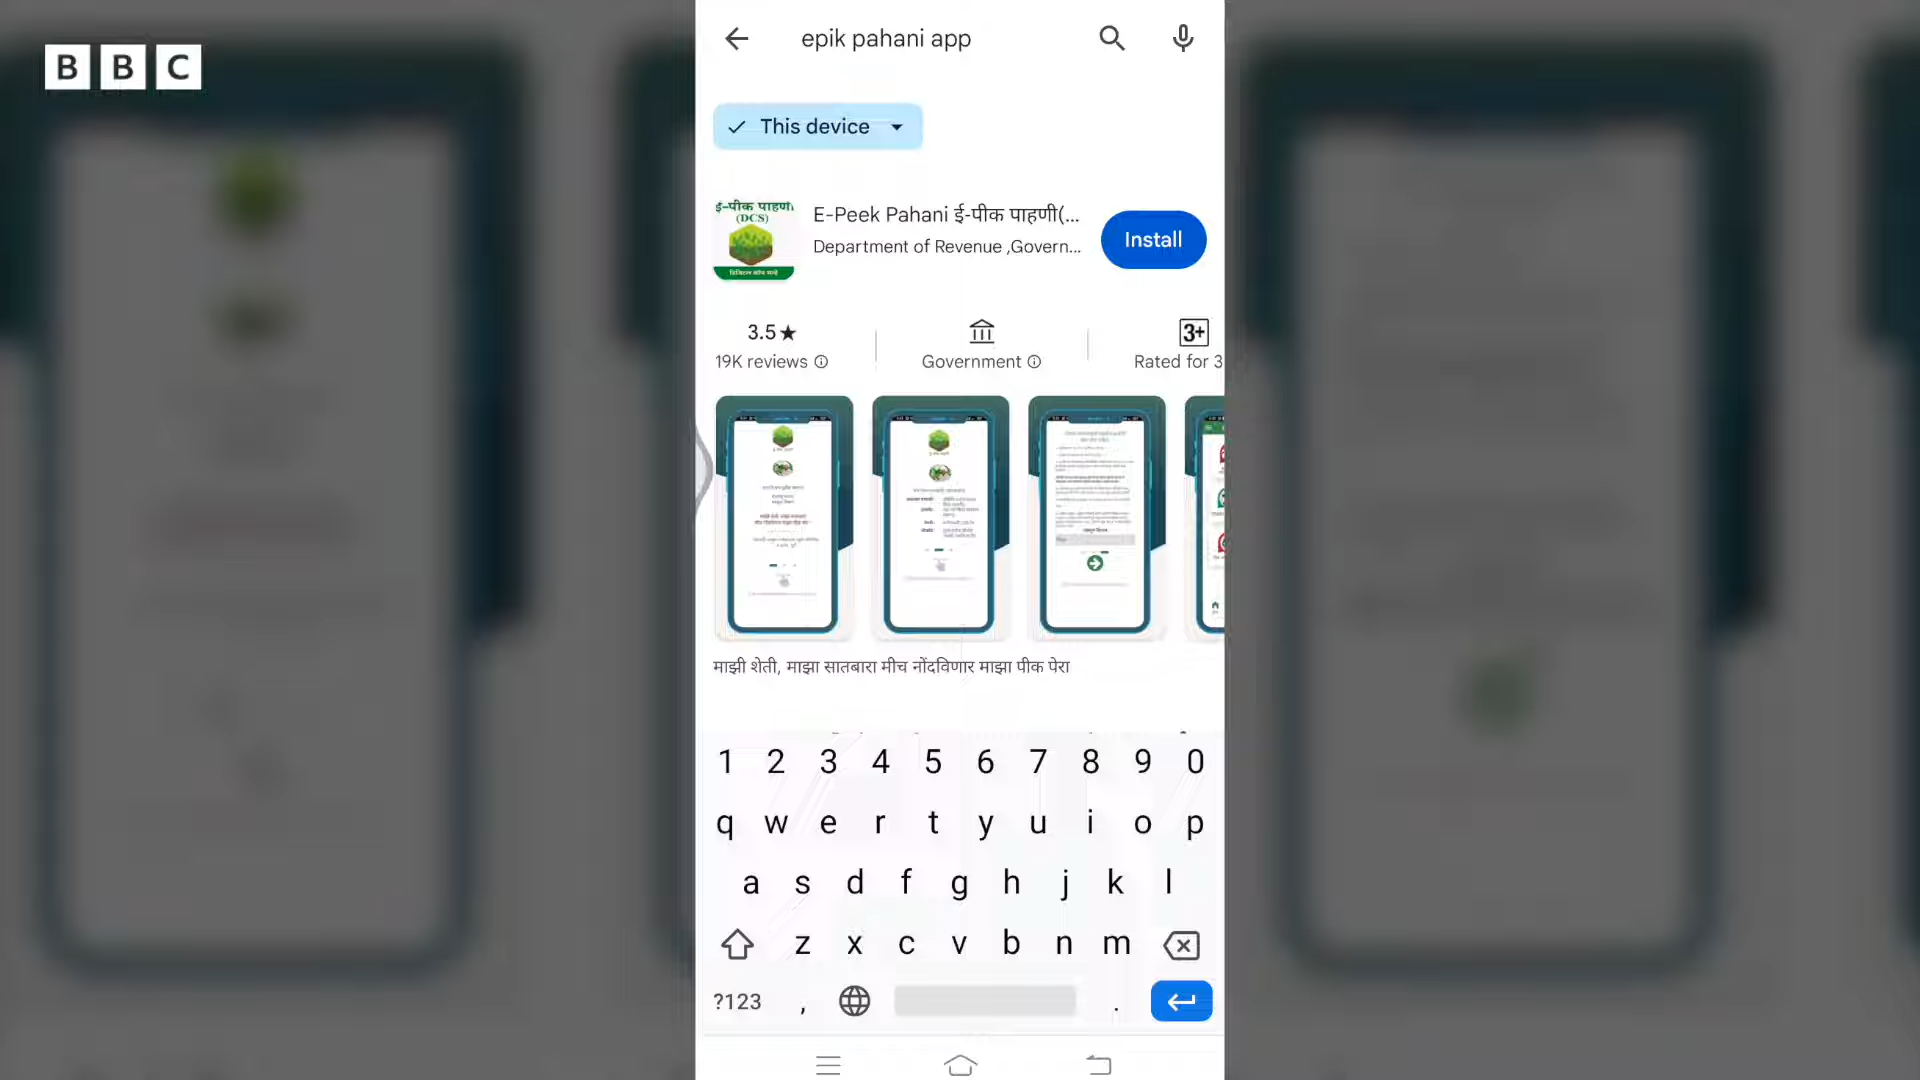 BBC
epik pahani app
This device
ई-पीक पाहणी
(DCS)
E-Peek Pahani ई-पीक पाहणी(...
Department of Revenue ,Govern...
Install
3.5★
19K reviews
Government
3+
Rated for 3
माझी शेती, माझा सातबारा मीच नोंदविणार माझा पीक पेरा
1 2 3 4 5 6 7 8 9 0
q w e r t y u i o p
a s d f g h j k l
z x c v b n m
?123 , .